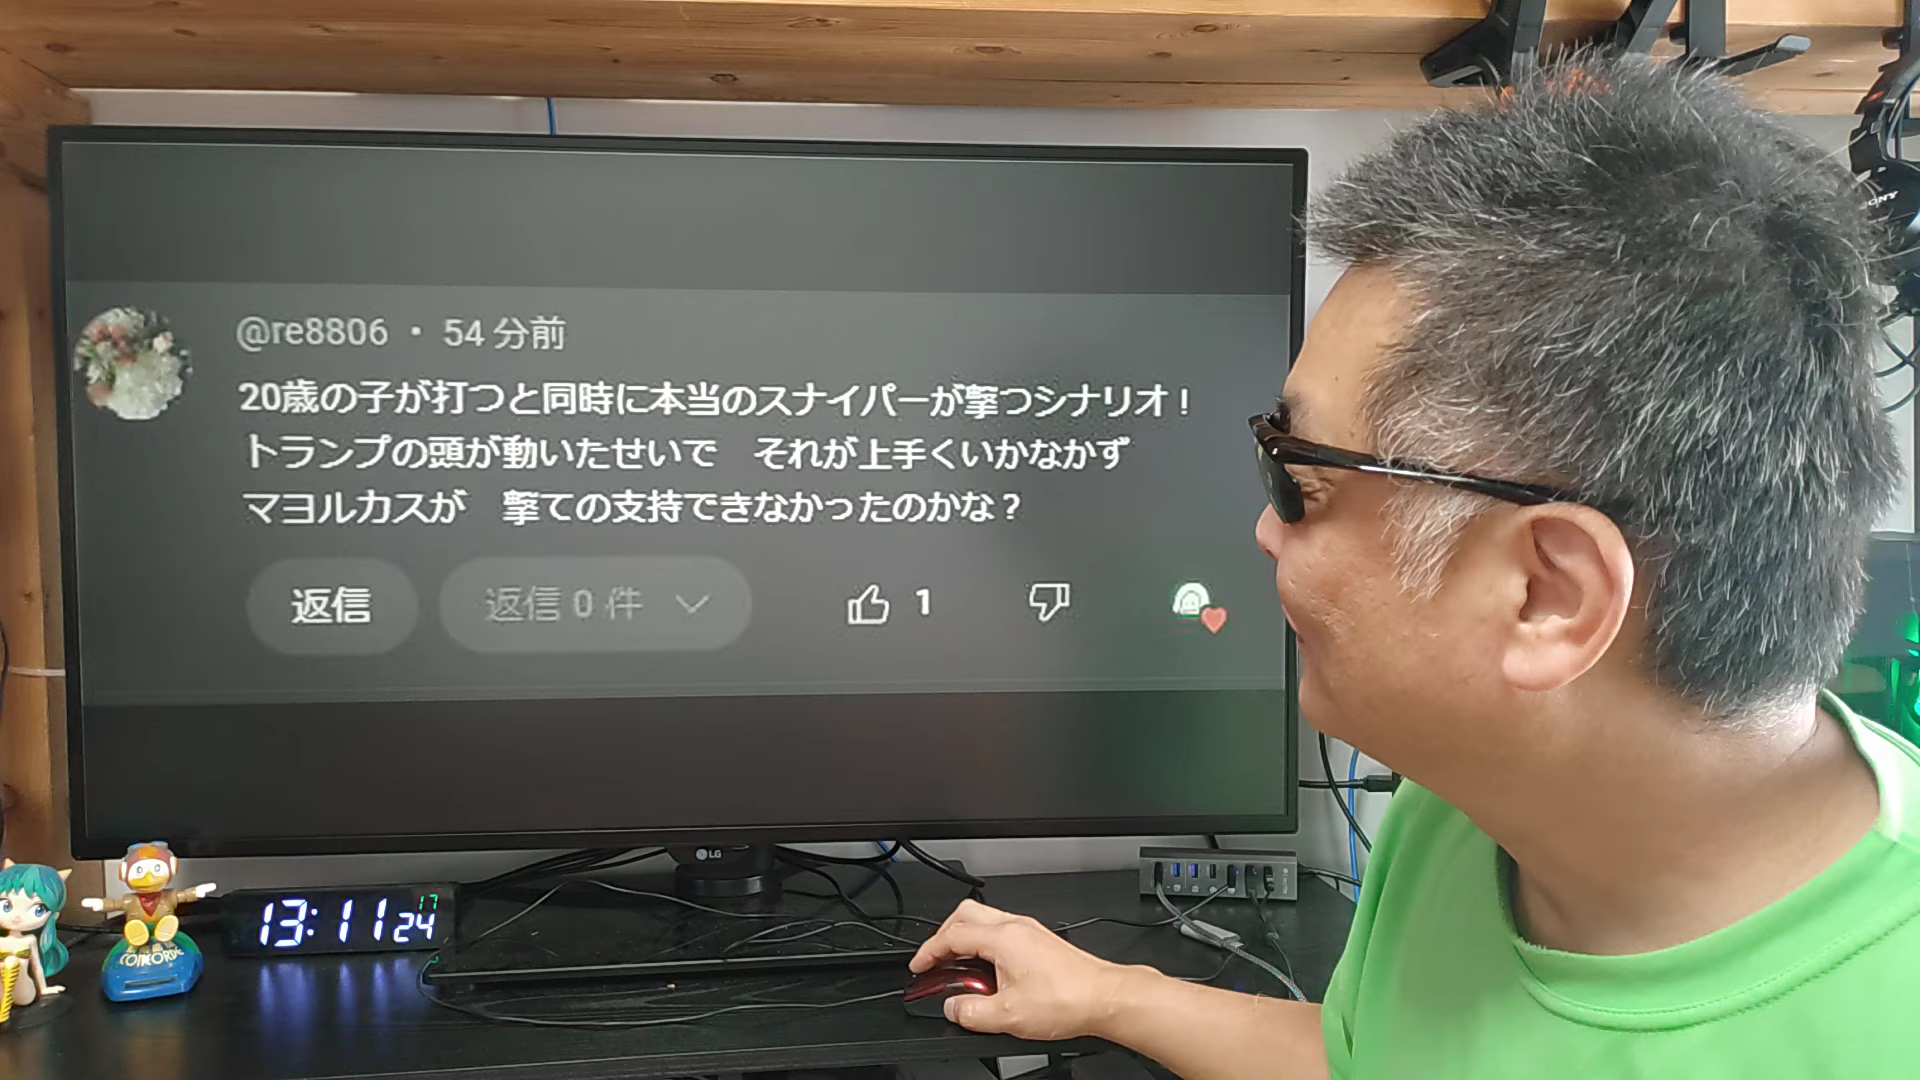 @re8806・54 分前
20歳の子が打つと同時に本当のスナイパーが撃つシナリオ！
トランプの頭が動いたせいで　それが上手くいかなかず
マヨルカスが　撃ての支持できなかったのかな？
返信
返信 0 件
1
LG
13:11 24
17
CONCORDE
SONY